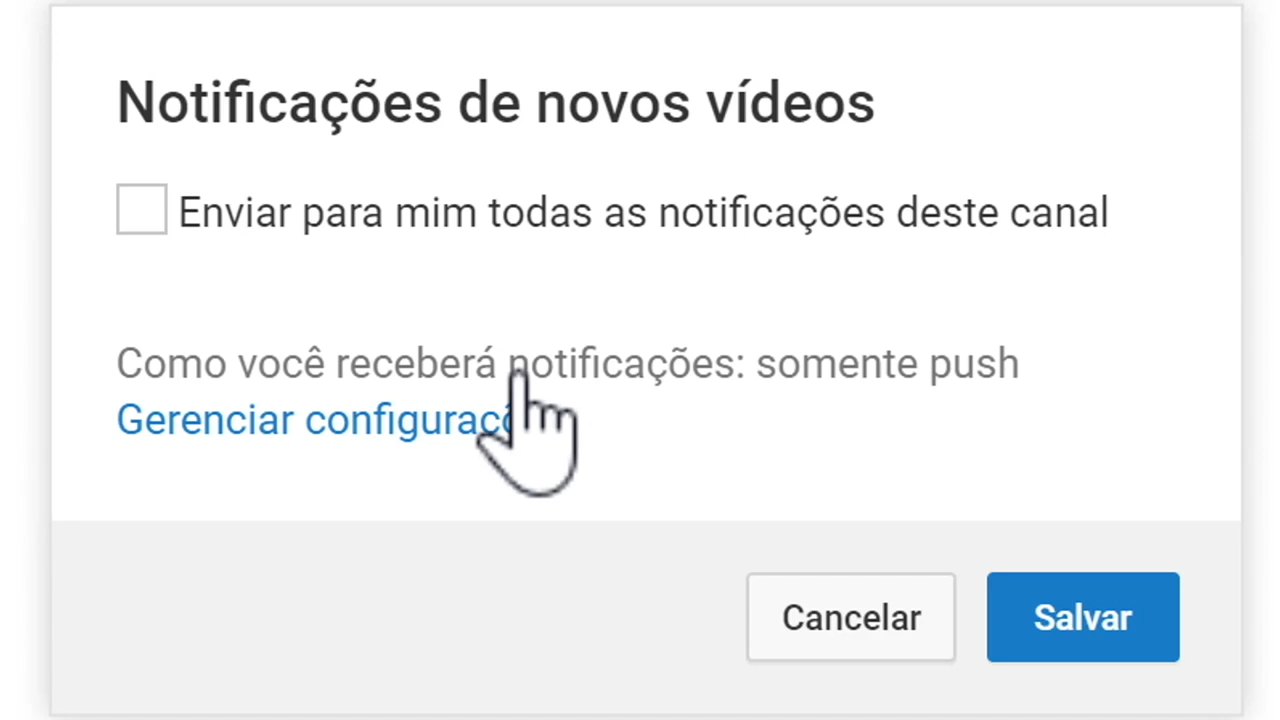 Notificações de novos vídeos
Enviar para mim todas as notificações deste canal
Como você receberá notificações: somente push
Gerenciar
Cancelar
Salvar